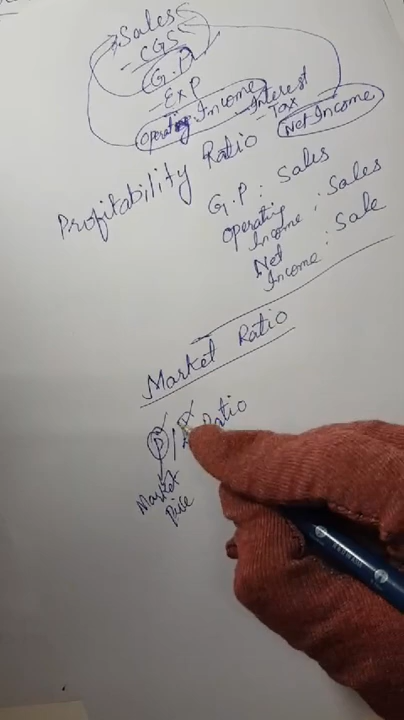 Sales
- CGS
G.P
- Exp
Operating Income
- Interest
- Tax
Net Income
Profitability Ratio
G.P : Sales
Operating
Income : Sales
Net
Income : Sale
Market Ratio
P / Ratio
Market